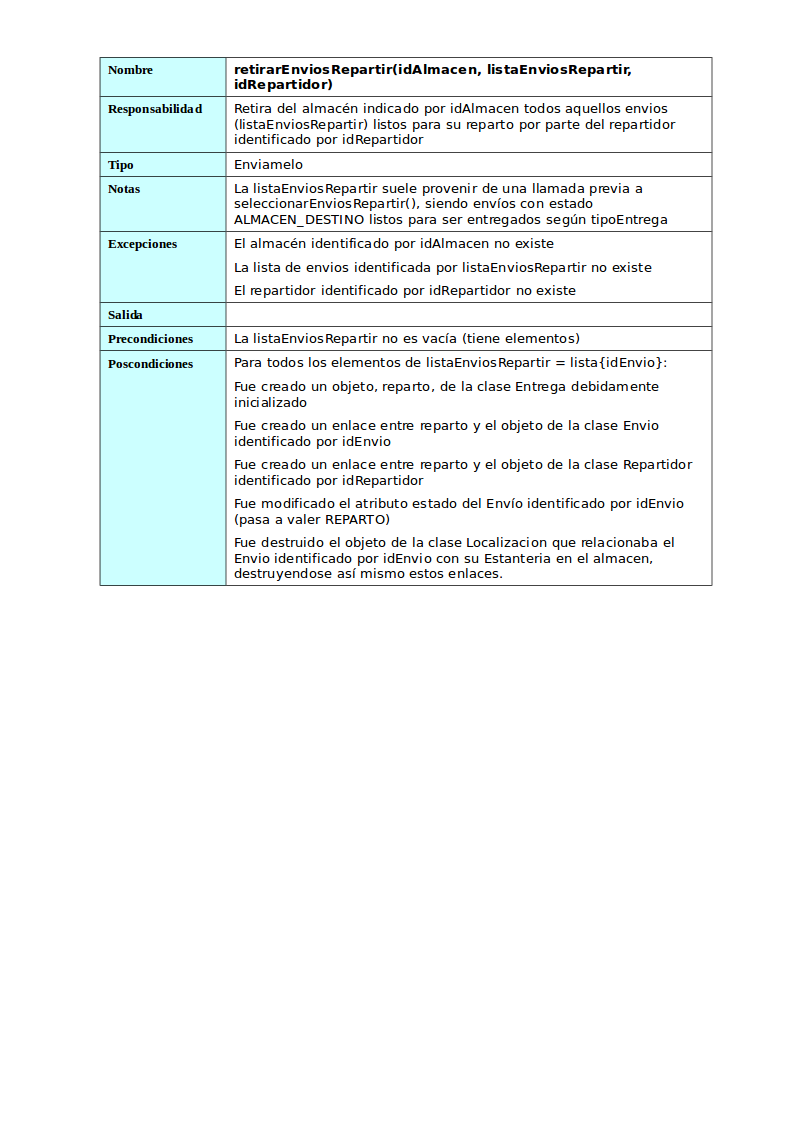 Nombre
retirarEnviosRepartir(idAlmacen, listaEnviosRepartir,
idRepartidor)
Responsabilidad
Retira del almacén indicado por idAlmacen todos aquellos envios
(listaEnviosRepartir) listos para su reparto por parte del repartidor
identificado por idRepartidor
Tipo
Enviamelo
Notas
La listaEnviosRepartir suele provenir de una llamada previa a
seleccionarEnviosRepartir(), siendo envíos con estado
ALMACEN_DESTINO listos para ser entregados según tipoEntrega
Excepciones
El almacén identificado por idAlmacen no existe
La lista de envios identificada por listaEnviosRepartir no existe
El repartidor identificado por idRepartidor no existe
Salida
Precondiciones
La listaEnviosRepartir no es vacía (tiene elementos)
Poscondiciones
Para todos los elementos de listaEnviosRepartir = lista{idEnvio}:
Fue creado un objeto, reparto, de la clase Entrega debidamente
inicializado
Fue creado un enlace entre reparto y el objeto de la clase Envio
identificado por idEnvio
Fue creado un enlace entre reparto y el objeto de la clase Repartidor
identificado por idRepartidor
Fue modificado el atributo estado del Envío identificado por idEnvio
(pasa a valer REPARTO)
Fue destruido el objeto de la clase Localizacion que relacionaba el
Envio identificado por idEnvio con su Estanteria en el almacen,
destruyendose así mismo estos enlaces.